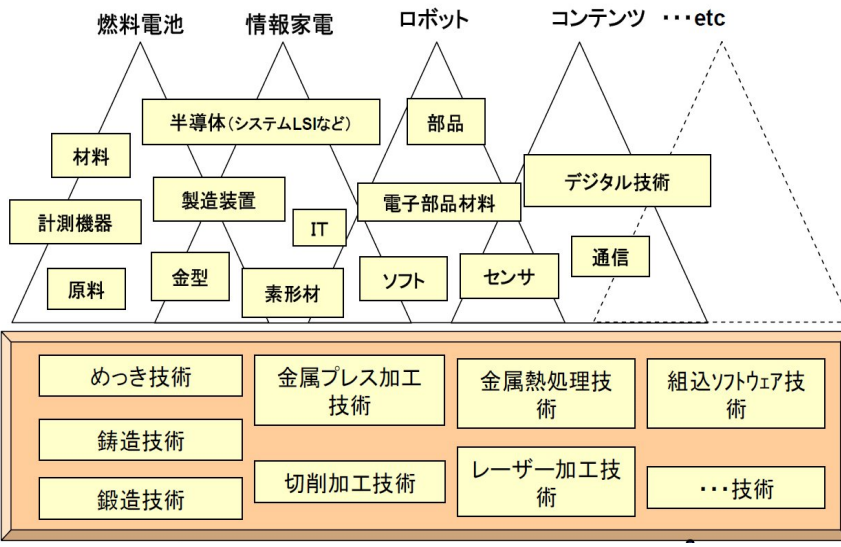 燃料電池
情報家電
ロボット
コンテンツ ・・・etc
半導体(システムLSIなど)
部品
材料
デジタル技術
製造装置
電子部品材料
計測機器
IT
通信
金型
ソフト
センサ
原料
素形材
めっき技術
金属プレス加工
技術
金属熱処理技
術
組込ソフトウェア技
術
鋳造技術
切削加工技術
レーザー加工技
術
・・・技術
鍛造技術